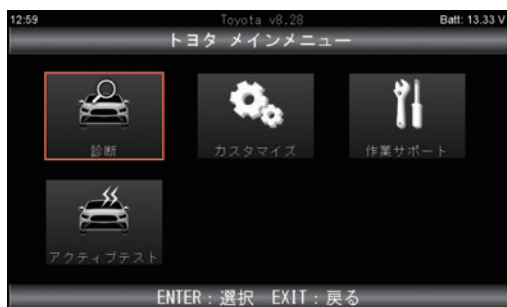 12:59 Toyota v8.28 Batt: 13.33 V
トヨタ メインメニュー
診断 カスタマイズ 作業サポート
アクティブテスト
ENTER：選択 EXIT：戻る